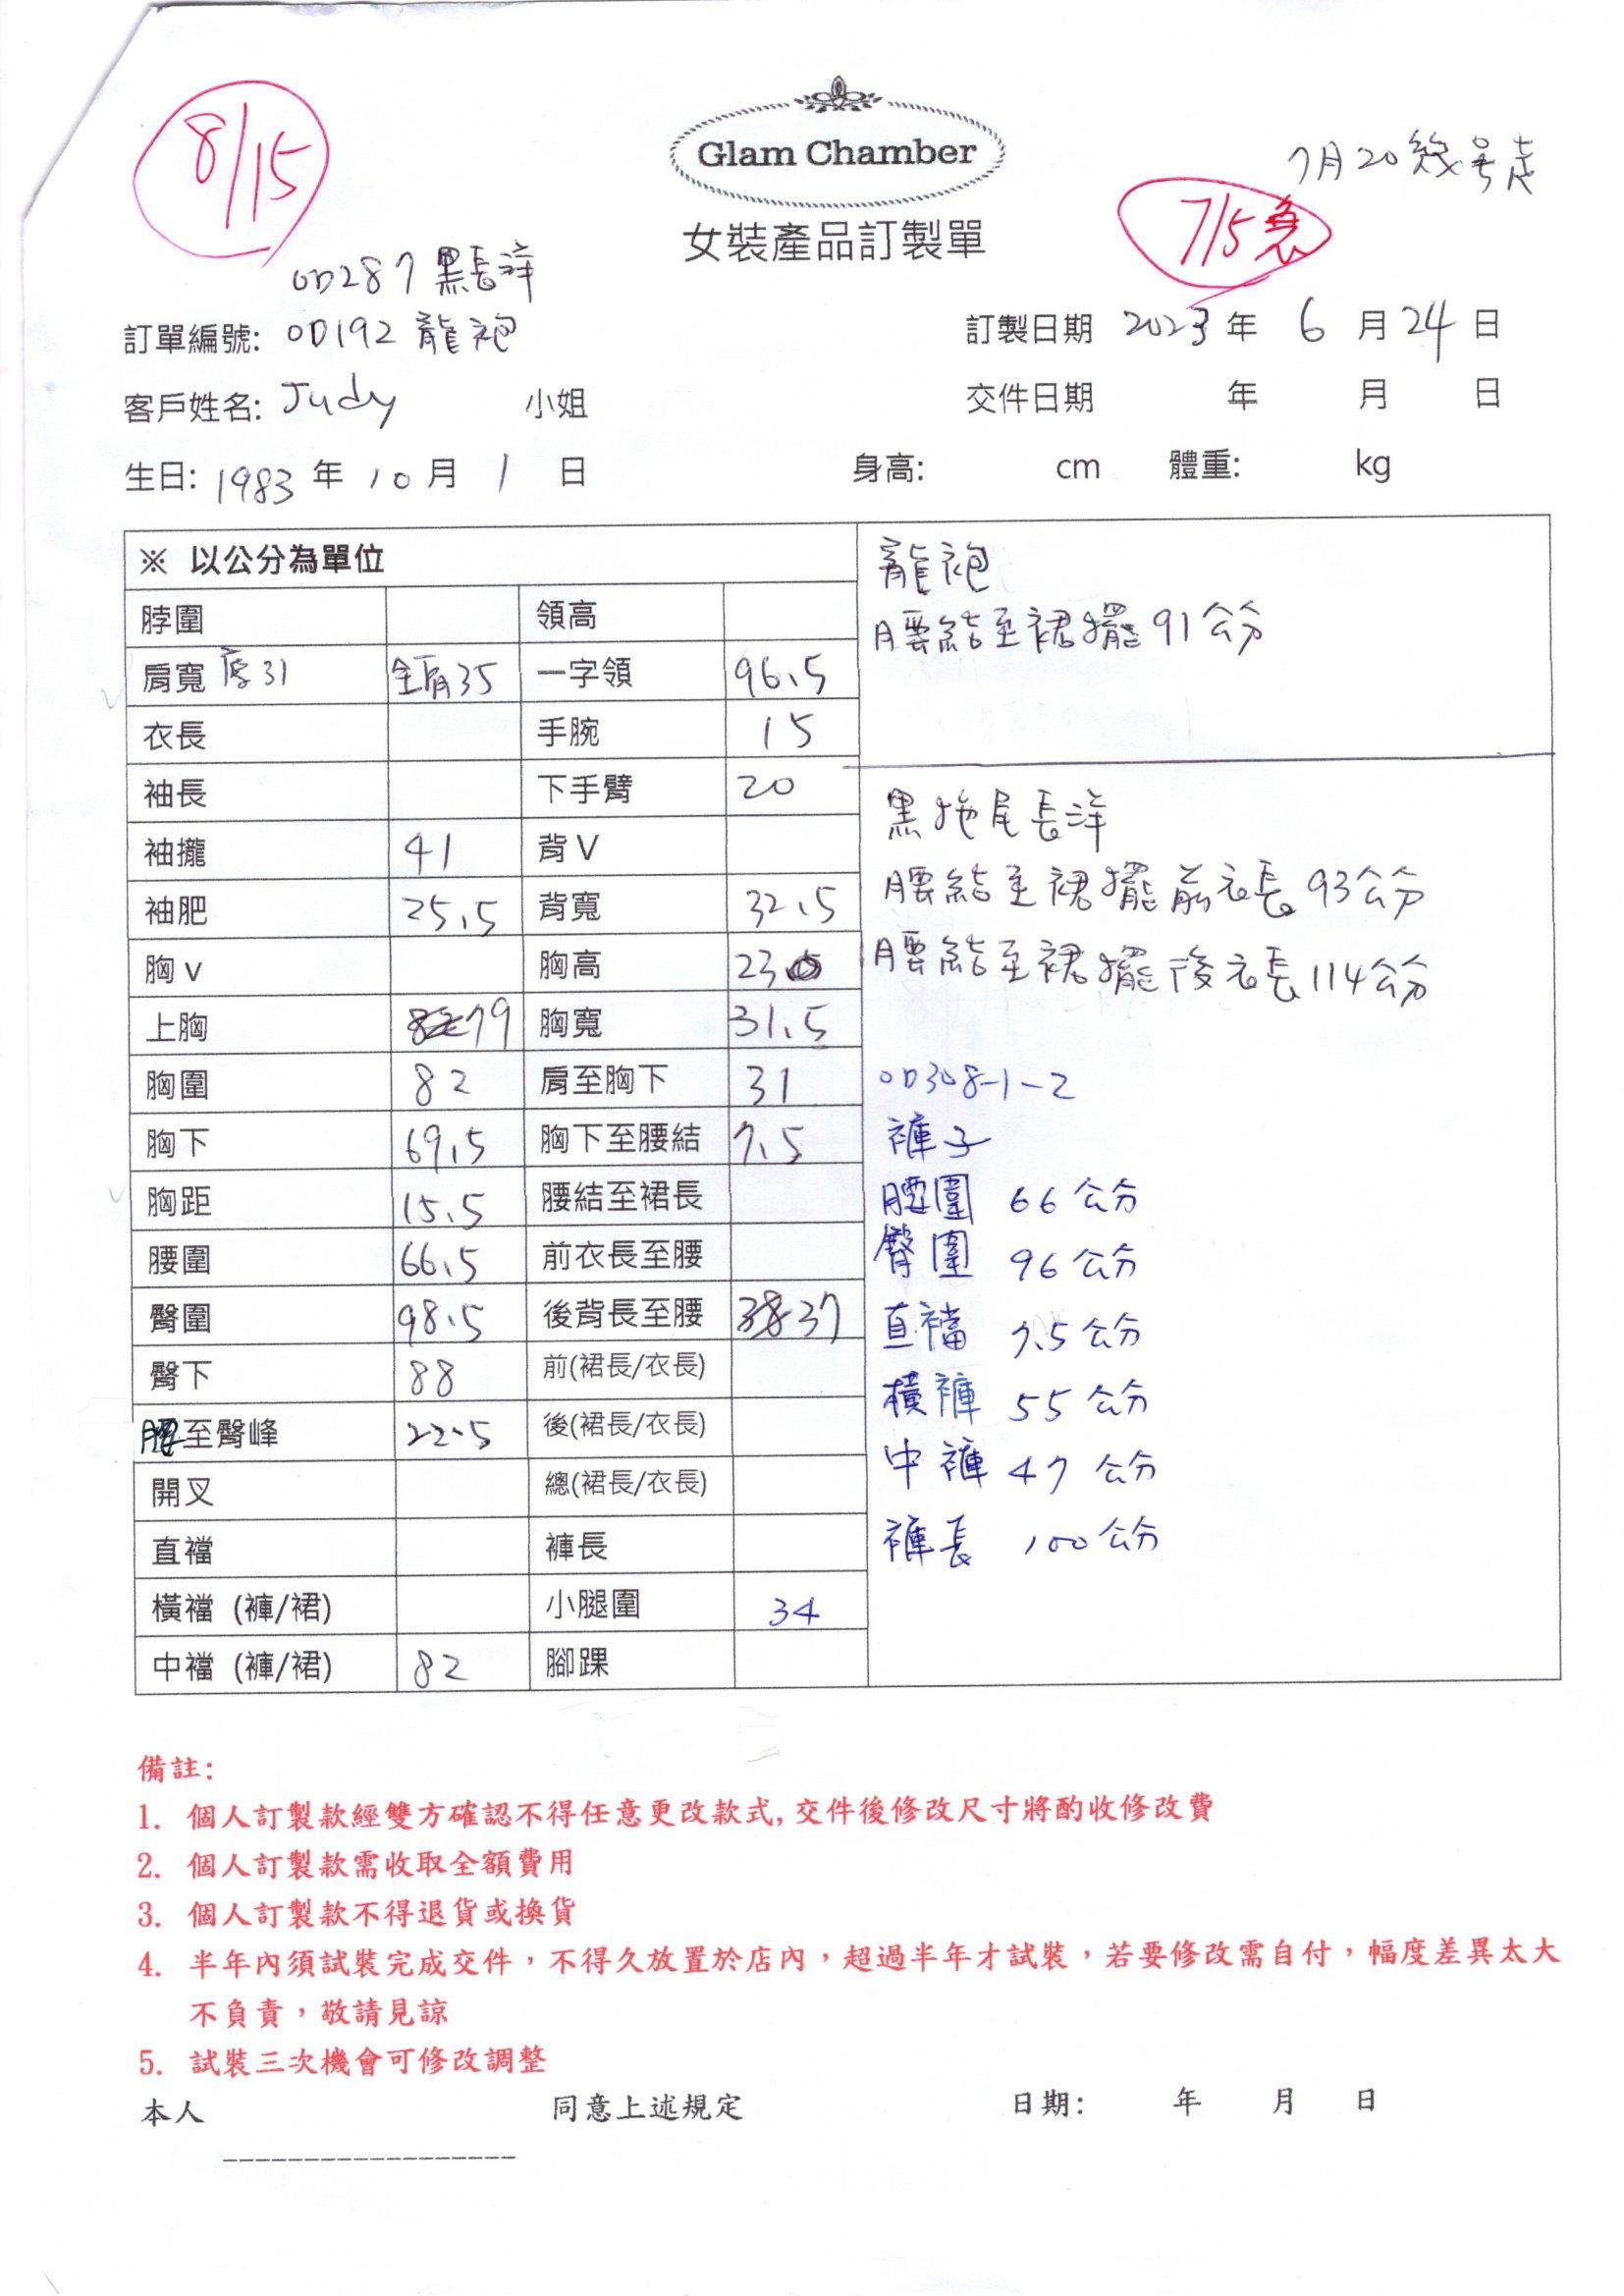 8/15
Glam Chamber
7月20幾号走
7/5急
女裝產品訂製單
OD287 黑長洋
訂單編號: OD192 龍袍
訂製日期 2023 年 6 月 24 日
客戶姓名: Judy 小姐
交件日期 年 月 日
生日: 1983 年 10 月 1 日
身高: cm 體重: kg
※ 以公分為單位
脖圍 領高
肩寬 31 全肩35 一字領 96.5
衣長 手腕 15
袖長 下手臂 20
袖攏 41 背V
袖肥 25.5 背寬 32.5
胸v 胸高 23
上胸 79 胸寬 31.5
胸圍 82 肩至胸下 31
胸下 69.5 胸下至腰結 7.5
胸距 15.5 腰結至裙長
腰圍 66.5 前衣長至腰
臀圍 98.5 後背長至腰 37
臀下 88 前(裙長/衣長)
腰至臀峰 22.5 後(裙長/衣長)
開叉 總(裙長/衣長)
直襠 褲長
橫襠 (褲/裙) 小腿圍 34
中襠 (褲/裙) 82 腳踝
龍袍
腰結至裙擺 91公分
黑拖尾長洋
腰結至裙擺前衣長 93公分
腰結至裙擺後衣長 114公分
OD308-1-2
褲子
腰圍 66公分
臀圍 96公分
直襠 7.5公分
橫褲 55公分
中褲 47公分
褲長 100公分
備註:
1. 個人訂製款經雙方確認不得任意更改款式, 交件後修改尺寸將酌收修改費
2. 個人訂製款需收取全額費用
3. 個人訂製款不得退貨或換貨
4. 半年內須試裝完成交件，不得久放置於店內，超過半年才試裝，若要修改需自付，幅度差異太大
不負責，敬請見諒
5. 試裝三次機會可修改調整
本人 同意上述規定 日期: 年 月 日